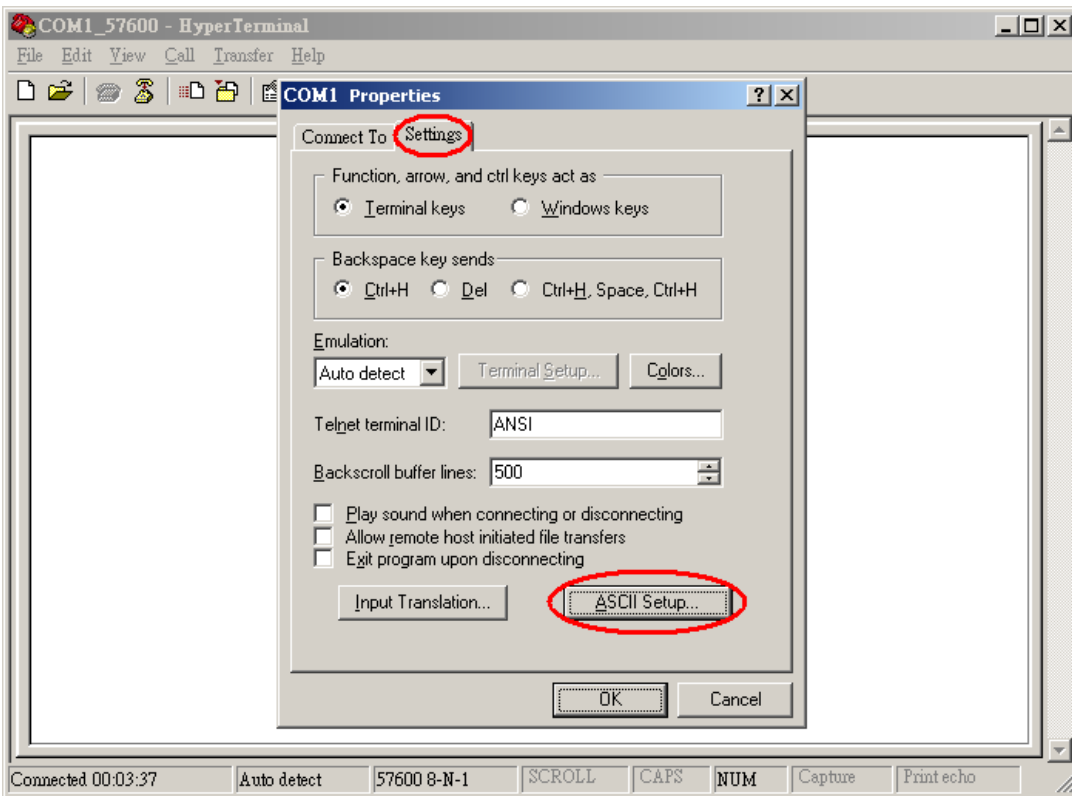 COM1_57600 - HyperTerminal
File Edit View Call Transfer Help
COM1 Properties
Connect To Settings
Function, arrow, and ctrl keys act as
Terminal keys Windows keys
Backspace key sends
Ctrl+H Del Ctrl+H, Space, Ctrl+H
Emulation:
Auto detect Terminal Setup... Colors...
Telnet terminal ID: ANSI
Backscroll buffer lines: 500
Play sound when connecting or disconnecting
Allow remote host initiated file transfers
Exit program upon disconnecting
Input Translation... ASCII Setup...
OK Cancel
Connected 00:03:37 Auto detect 57600 8-N-1 SCROLL CAPS NUM Capture Print echo